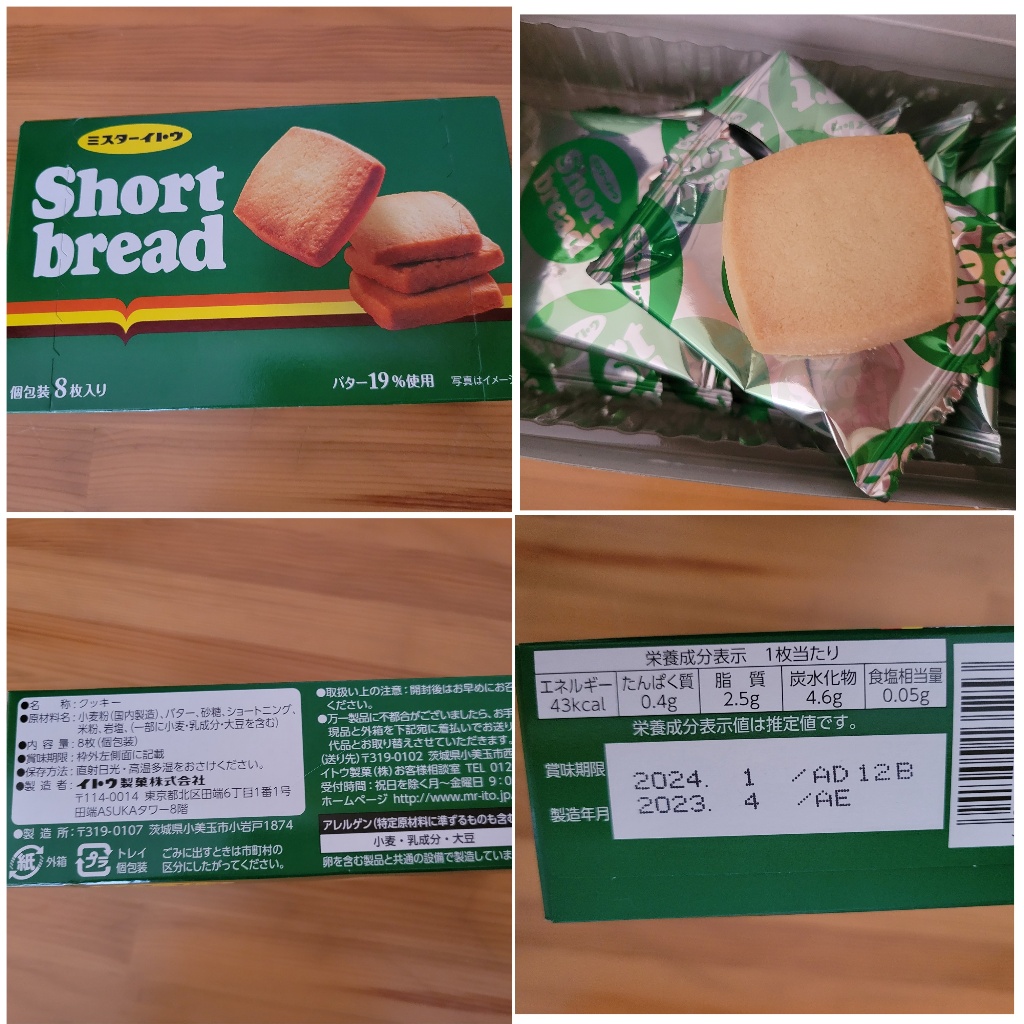 ミスターイトウ
Short
bread
個包装8枚入り
バター19%使用
写真はイメージ
ミスターイトウ
Short
bread
●名　　称:クッキー
●原材料名:小麦粉(国内製造)、バター、砂糖、ショートニング、
米粉、岩塩、(一部に小麦・乳成分・大豆を含む)
●内 容 量:8枚(個包装)
●賞味期限:枠外左側面に記載
●保存方法:直射日光・高温多湿をおさけください。
●製 造 者:イトウ製菓株式会社
〒114-0014 東京都北区田端6丁目1番1号
田端ASUKAタワー8階
●製 造 所:〒319-0107 茨城県小美玉市小岩戸1874
紙 外箱
プラ トレイ
個包装
ごみに出すときは市町村の
区分にしたがってください。
●取扱い上の注意:開封後はお早めにお召
ください。
●万一製品に不都合がございましたら、お手
現品と外箱を下記宛に着払いでお送り
代品とお取り替えさせていただきます。
(送り先)〒319-0102 茨城県小美玉市西
イトウ製菓(株)お客様相談室 TEL 012
受付時間:祝日を除く月~金曜日 9:0
ホームページ http://www.mr-ito.jp
アレルゲン(特定原材料に準ずるものも含む
小麦・乳成分・大豆
卵を含む製品と共通の設備で製造していま
栄養成分表示　1枚当たり
エネルギー たんぱく質 脂　質 炭水化物 食塩相当量
43kcal 0.4g 2.5g 4.6g 0.05g
栄養成分表示値は推定値です。
賞味期限 2024. 1 /AD 12B
製造年月 2023. 4 /AE